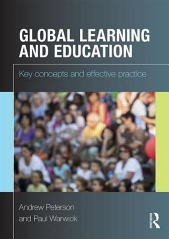 GLOBAL LEARNING
AND EDUCATION
Key concepts and effective practice
Andrew Peterson
and Paul Warwick